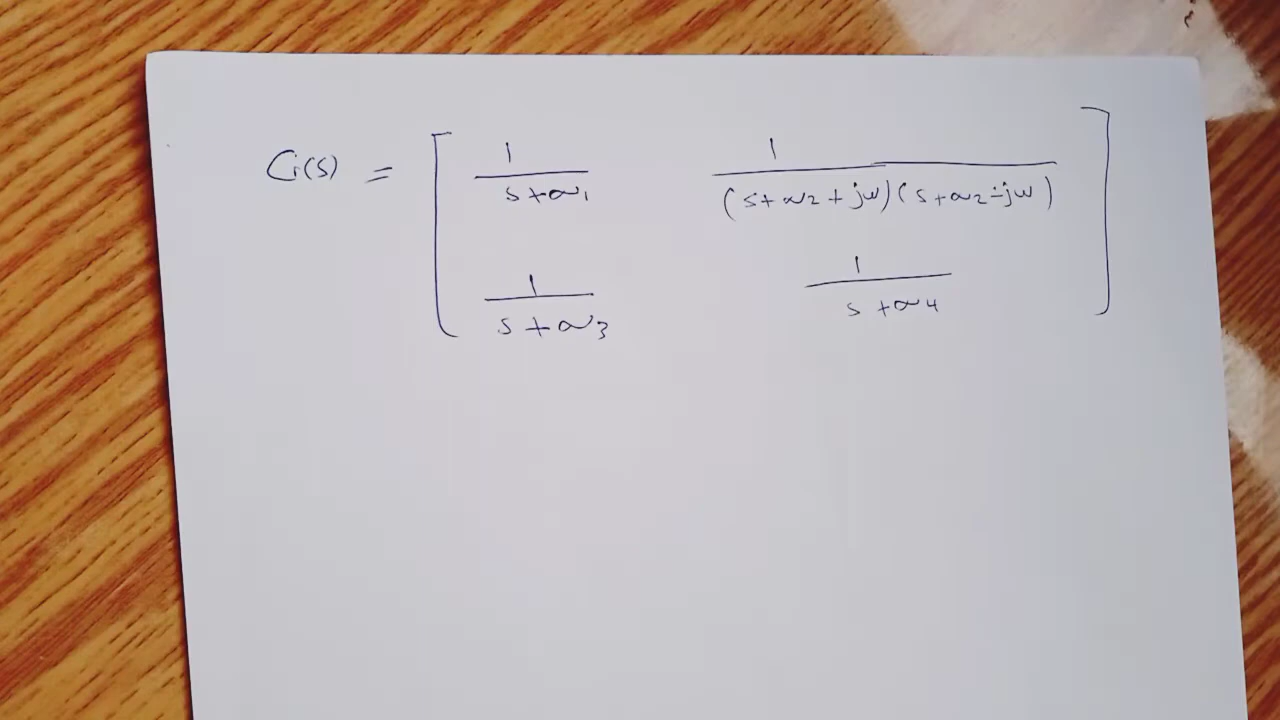 G(s) = [ 1/(s+α₁) 1/((s+α₂+jω)(s+α₂-jω))
1/(s+α₃) 1/(s+α₄) ]